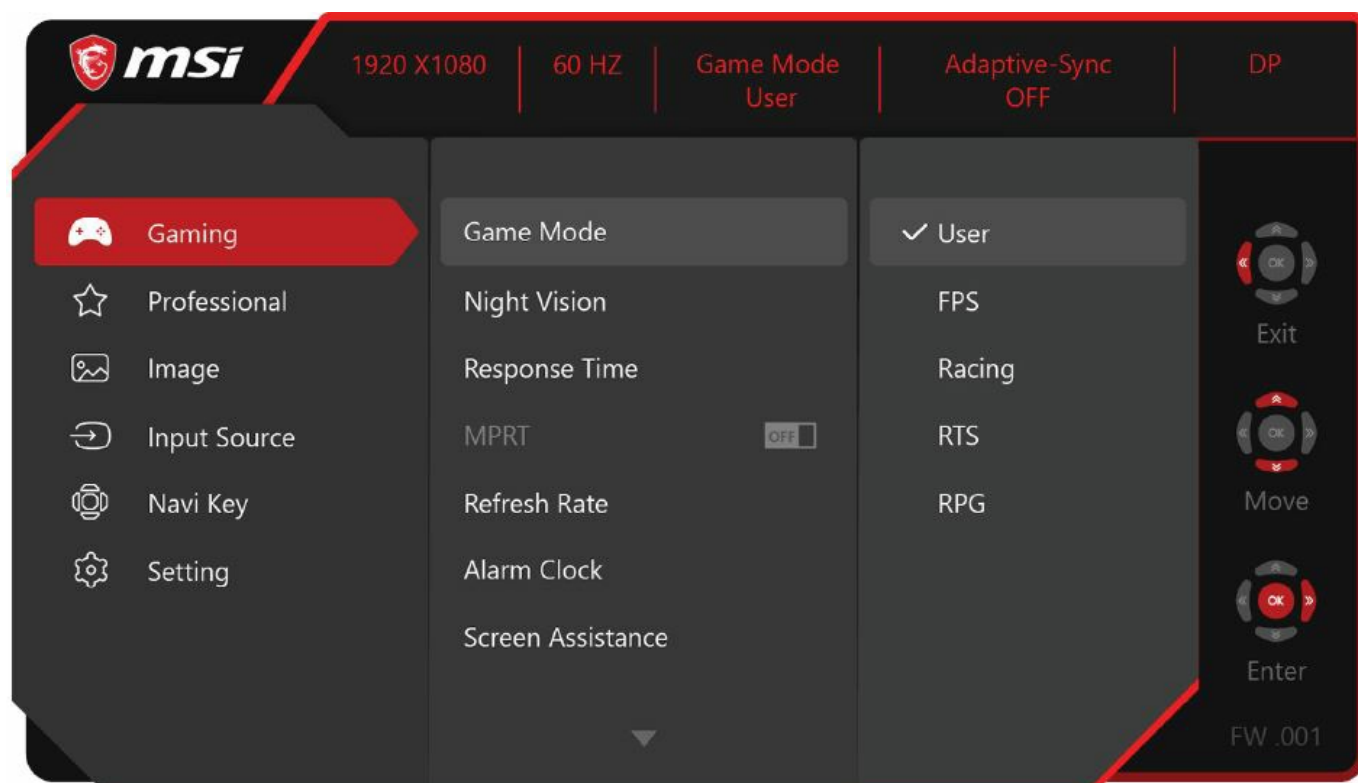 msi
1920 X1080
60 HZ
Game Mode
User
Adaptive-Sync
OFF
DP
Gaming
Professional
Image
Input Source
Navi Key
Setting
Game Mode
Night Vision
Response Time
MPRT OFF
Refresh Rate
Alarm Clock
Screen Assistance
User
FPS
Racing
RTS
RPG
OK
Exit
OK
Move
OK
Enter
FW .001